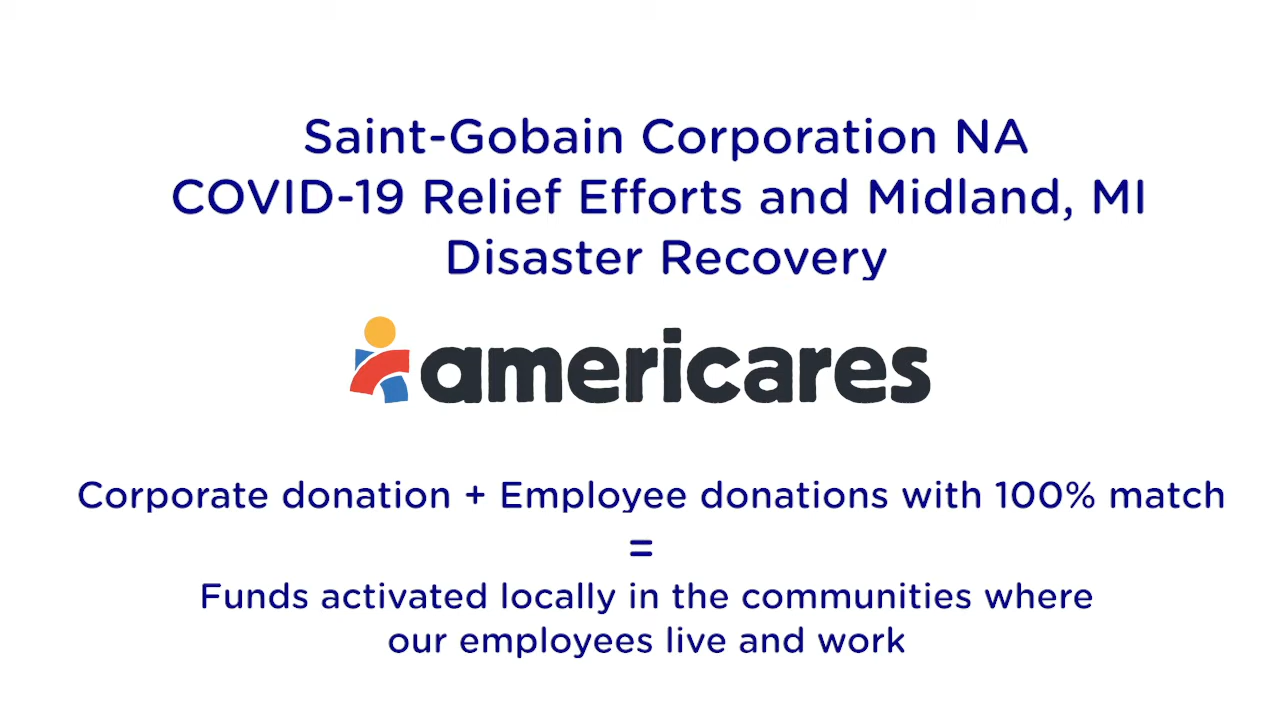 Saint-Gobain Corporation NA
COVID-19 Relief Efforts and Midland, MI
Disaster Recovery
americares
Corporate donation + Employee donations with 100% match
=
Funds activated locally in the communities where
our employees live and work